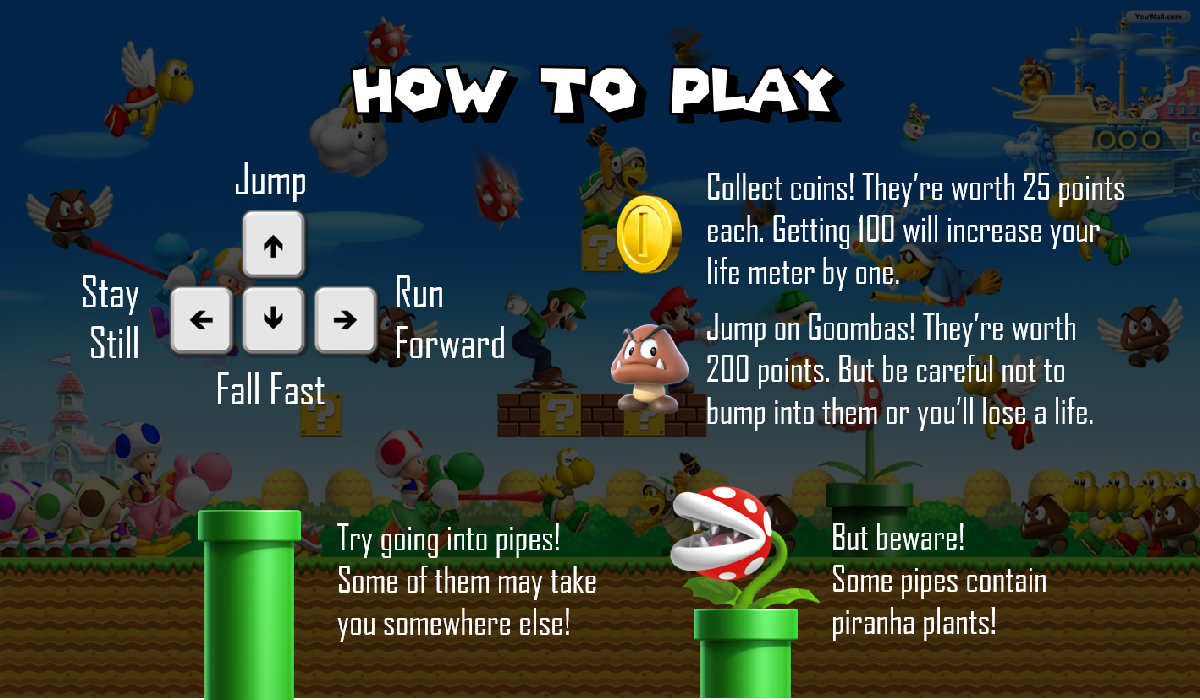 YouWall.com
HOW TO PLAY
Jump
Stay
Still
Run
Forward
Fall Fast
Collect coins! They're worth 25 points
each. Getting 100 will increase your
life meter by one.
Jump on Goombas! They're worth
200 points. But be careful not to
bump into them or you'll lose a life.
Try going into pipes!
Some of them may take
you somewhere else!
But beware!
Some pipes contain
piranha plants!